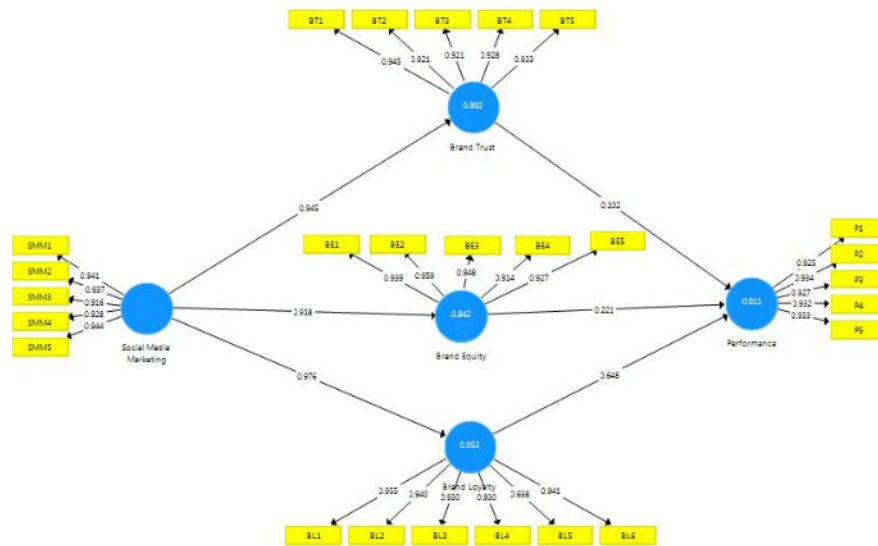 BT1 BT2 BT3 BT4 BT5
0.945 0.921 0.921 0.928 0.933
0.892
Brand Trust
0.945
0.102
SMM1
SMM2
SMM3
SMM4
SMM5
0.941
0.937
0.916
0.928
0.944
Social Media
Marketing
BE1 BE2 BE3 BE4 BE5
0.939 0.953 0.948 0.914 0.927
0.918
0.842
Brand Equity
0.221
P1
P2
P3
P4
P5
0.925
0.934
0.927
0.932
0.933
0.911
Performance
0.976
0.648
0.953
Brand Loyalty
0.955 0.940 0.930 0.930 0.938 0.941
BL1 BL2 BL3 BL4 BL5 BL6